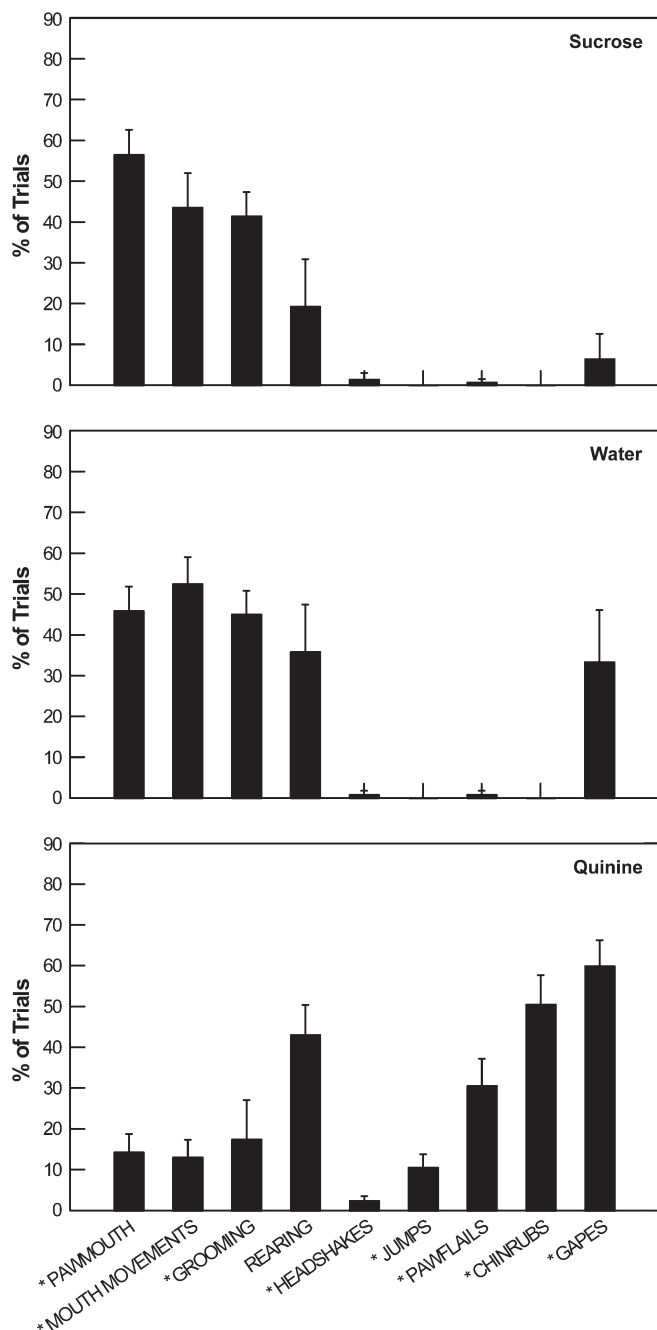 90
Sucrose
80
70
60
50
40
30
20
10
0
% of Trials
90
Water
80
70
60
50
40
30
20
10
0
% of Trials
90
Quinine
80
70
60
50
40
30
20
10
0
% of Trials
* PAWMOUTH
* MOUTH MOVEMENTS
* GROOMING
REARING
* HEADSHAKES
* JUMPS
* PAWFLAILS
* CHINRUBS
* GAPES